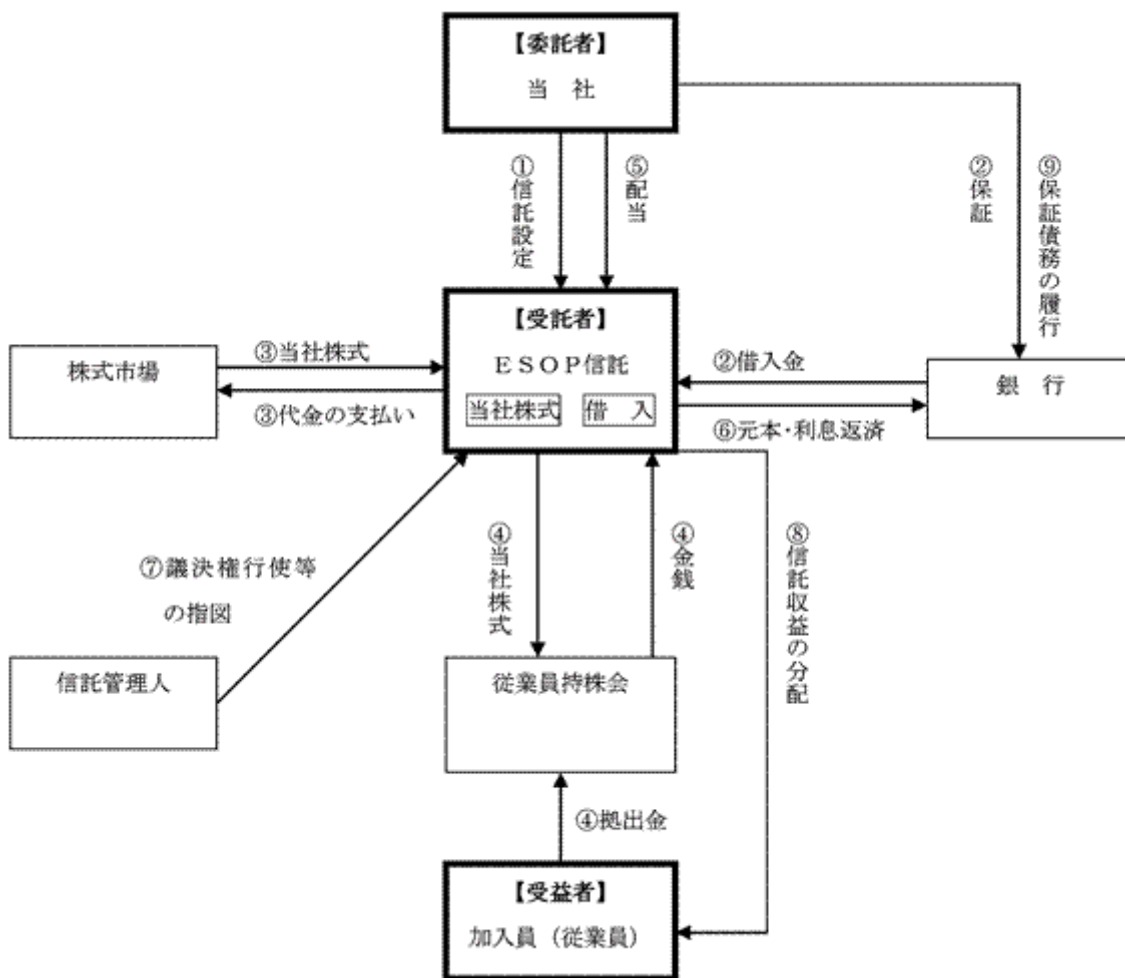 【委託者】
当 社
①信託設定
⑤配当
②保証
⑨保証債務の履行
【受託者】
ESOP信託
当社株式
借 入
株式市場
③当社株式
③代金の支払い
②借入金
⑥元本・利息返済
銀 行
⑦議決権行使等
の指図
④当社株式
④金銭
⑧信託収益の分配
信託管理人
従業員持株会
④拠出金
【受益者】
加入員（従業員）